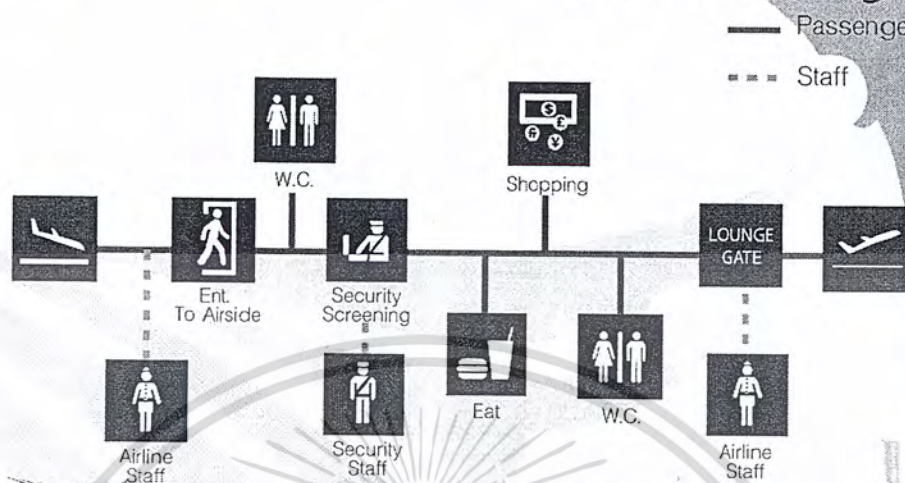 Passenge
Staff
W.C.
Shopping
LOUNGE
GATE
Ent.
To Airside
Security
Screening
Eat
W.C.
Airline
Staff
Security
Staff
Airline
Staff